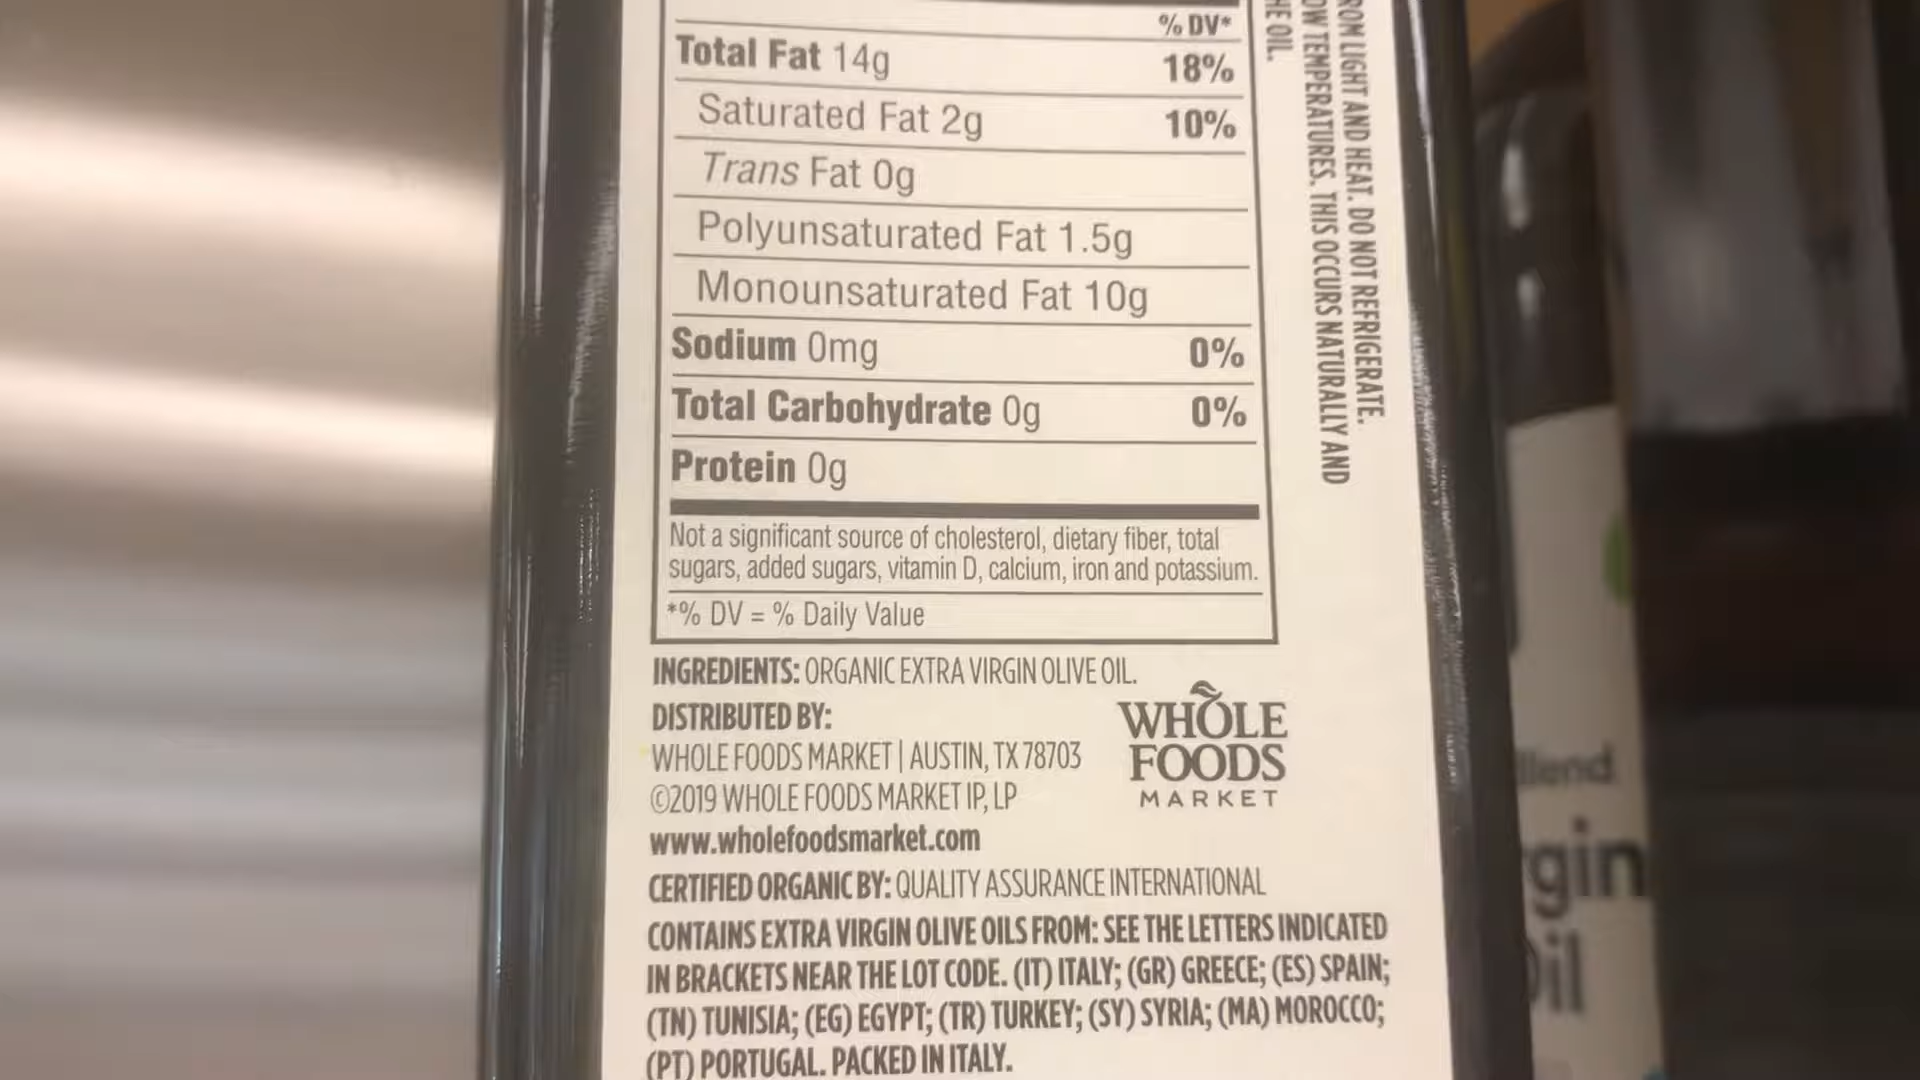 % DV*
Total Fat 14g 18%
Saturated Fat 2g 10%
Trans Fat 0g
Polyunsaturated Fat 1.5g
Monounsaturated Fat 10g
Sodium 0mg 0%
Total Carbohydrate 0g 0%
Protein 0g
Not a significant source of cholesterol, dietary fiber, total
sugars, added sugars, vitamin D, calcium, iron and potassium.
*% DV = % Daily Value
INGREDIENTS: ORGANIC EXTRA VIRGIN OLIVE OIL.
DISTRIBUTED BY:
WHOLE FOODS MARKET | AUSTIN, TX 78703
©2019 WHOLE FOODS MARKET IP, LP
www.wholefoodsmarket.com
WHOLE
FOODS
MARKET
CERTIFIED ORGANIC BY: QUALITY ASSURANCE INTERNATIONAL
CONTAINS EXTRA VIRGIN OLIVE OILS FROM: SEE THE LETTERS INDICATED
IN BRACKETS NEAR THE LOT CODE. (IT) ITALY; (GR) GREECE; (ES) SPAIN;
(TN) TUNISIA; (EG) EGYPT; (TR) TURKEY; (SY) SYRIA; (MA) MOROCCO;
(PT) PORTUGAL. PACKED IN ITALY.
LIGHT AND HEAT. DO NOT REFRIGERATE.
TEMPERATURES. THIS OCCURS NATURALLY AND
OIL.